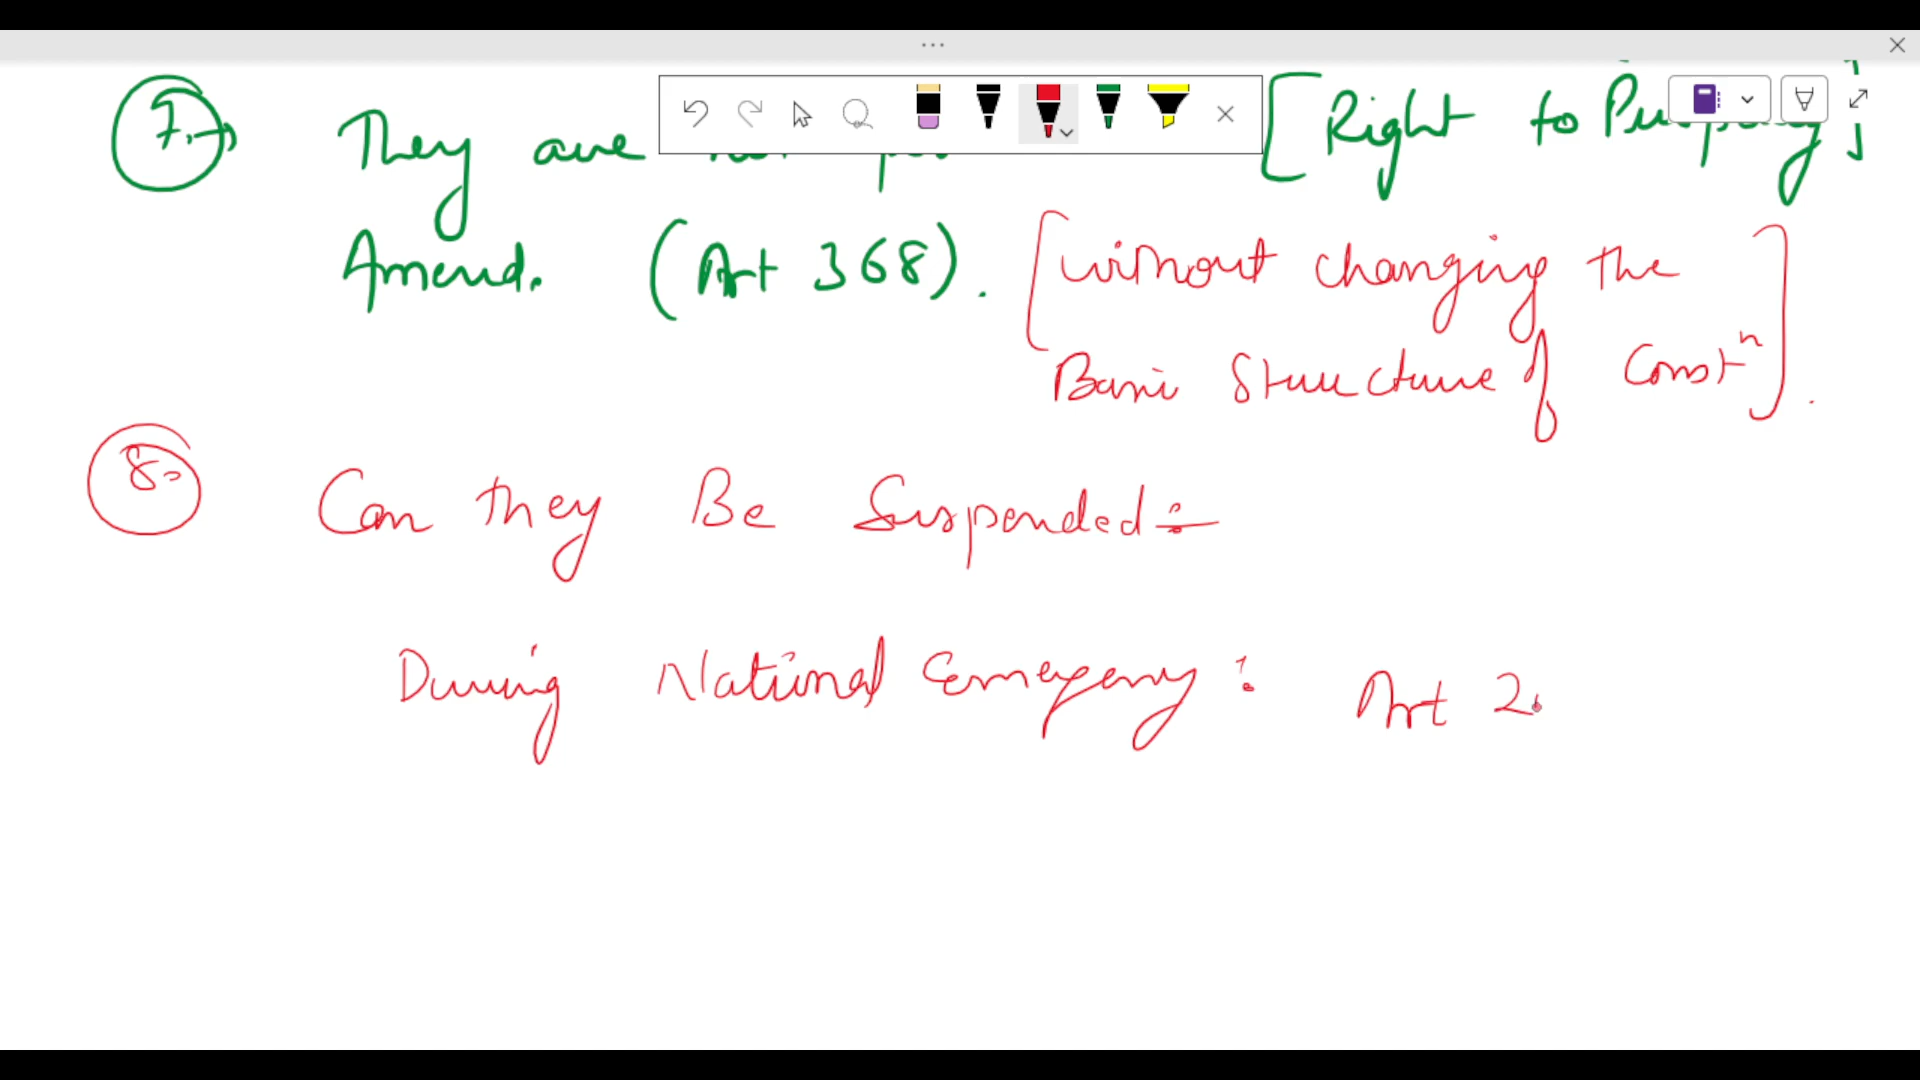 7.→ They are [Right to Property]
Amend. (Art 368). [without changing the
Basic Structure of Constn].
8. Can they Be Suspended:-
During National Emergency: Art 2